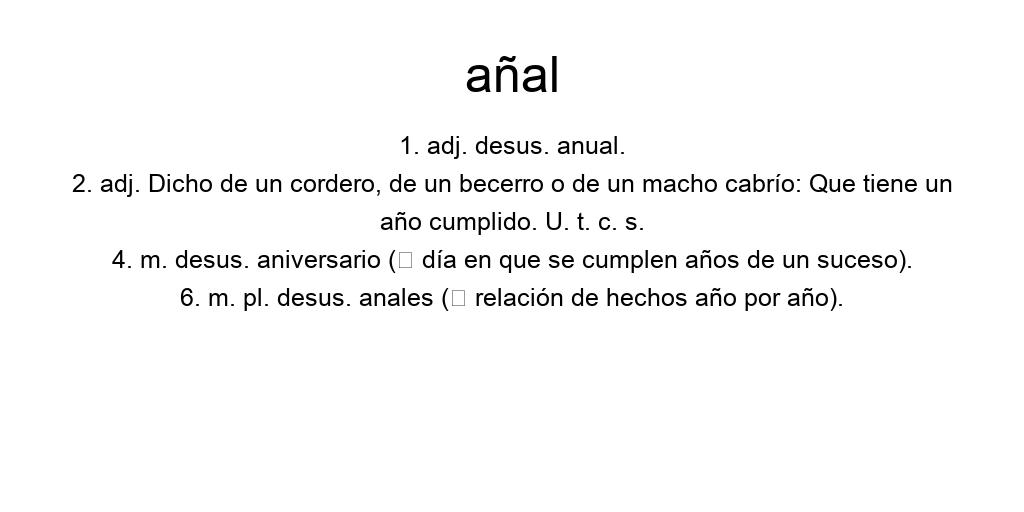 añal
1. adj. desus. anual.
2. adj. Dicho de un cordero, de un becerro o de un macho cabrío: Que tiene un
año cumplido. U. t. c. s.
4. m. desus. aniversario (□ día en que se cumplen años de un suceso).
6. m. pl. desus. anales (□ relación de hechos año por año).